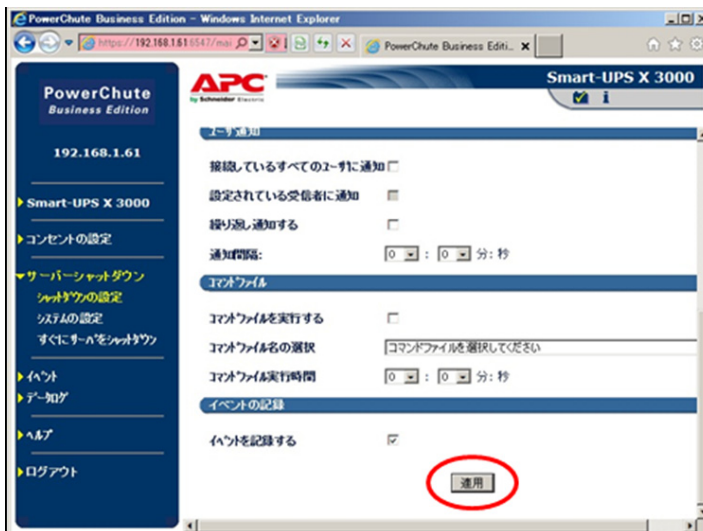 PowerChute Business Edition - Windows Internet Explorer
https://192.168.1.61:6547/mai
PowerChute Business Editi...
PowerChute
Business Edition
192.168.1.61
Smart-UPS X 3000
コンセントの設定
サーバーシャットダウン
シャットダウンの設定
システムの設定
すぐにサーバをシャットダウン
イベント
データログ
ヘルプ
ログアウト
APC
by Schneider Electric
Smart-UPS X 3000
ユーザ通知
接続しているすべてのユーザに通知
設定されている受信者に通知
繰り返し通知する
通知間隔:
0 : 0 分: 秒
コマンドファイル
コマンドファイルを実行する
コマンドファイル名の選択
コマンドファイルを選択してください
コマンドファイル実行時間
0 : 0 分: 秒
イベントの記録
イベントを記録する
適用